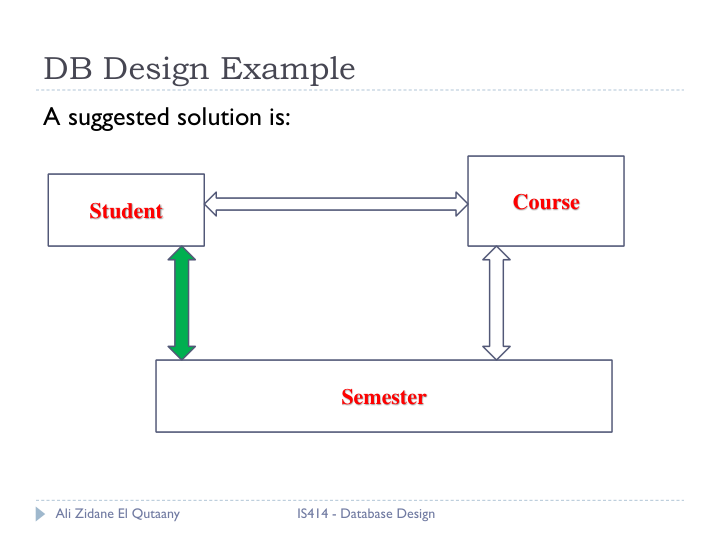 DB Design Example
A suggested solution is:
Student
Course
Semester
Ali Zidane El Qutaany
IS414 - Database Design